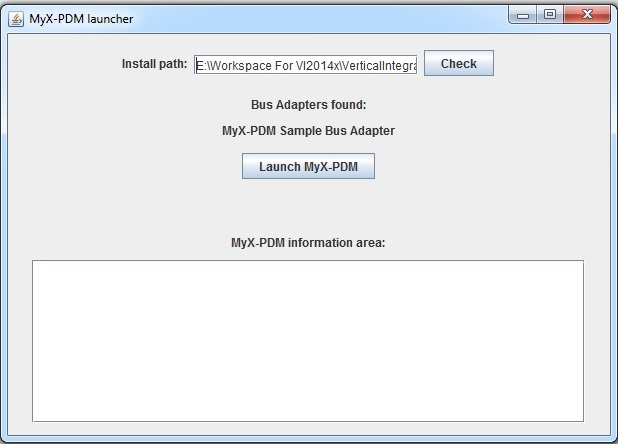 MyX-PDM launcher
Install path: E:\Workspace For VI2014x\VerticalIntegra Check
Bus Adapters found:
MyX-PDM Sample Bus Adapter
Launch MyX-PDM
MyX-PDM information area: